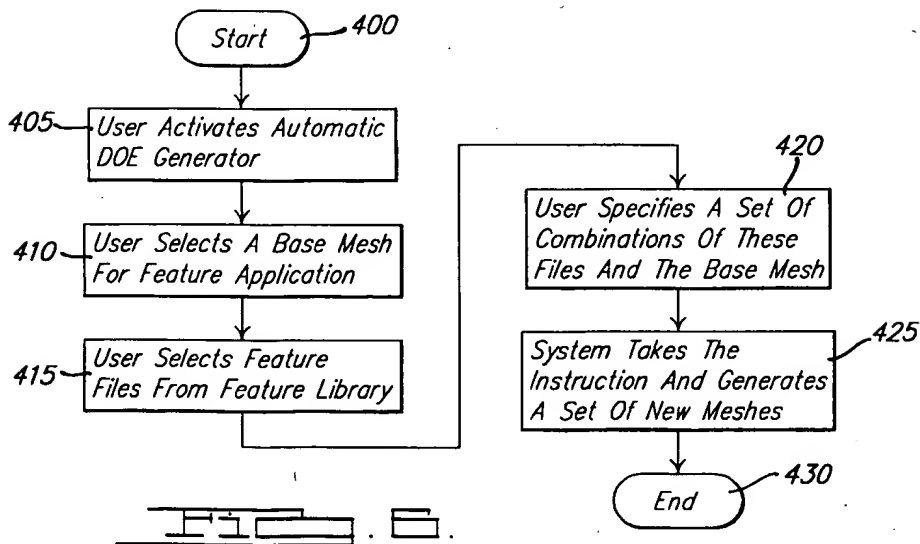 Start
400
405
User Activates Automatic
DOE Generator
410
User Selects A Base Mesh
For Feature Application
415
User Selects Feature
Files From Feature Library
420
User Specifies A Set Of
Combinations Of These
Files And The Base Mesh
425
System Takes The
Instruction And Generates
A Set Of New Meshes
End
430